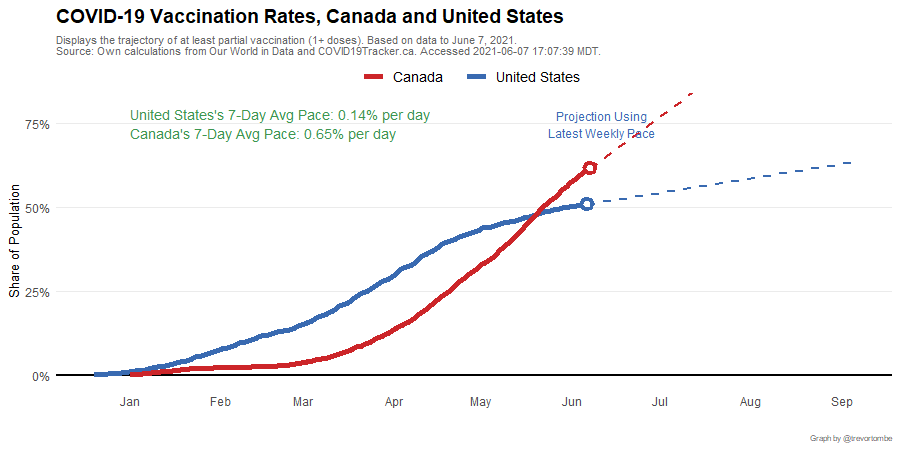 COVID-19 Vaccination Rates, Canada and United States
Displays the trajectory of at least partial vaccination (1+ doses). Based on data to June 7, 2021.
Source: Own calculations from Our World in Data and COVID19Tracker.ca. Accessed 2021-06-07 17:07:39 MDT.
Canada United States
United States's 7-Day Avg Pace: 0.14% per day
Canada's 7-Day Avg Pace: 0.65% per day
Projection Using
Latest Weekly Pace
Share of Population
75%
50%
25%
0%
Jan Feb Mar Apr May Jun Jul Aug Sep
Graph by @trevortombe